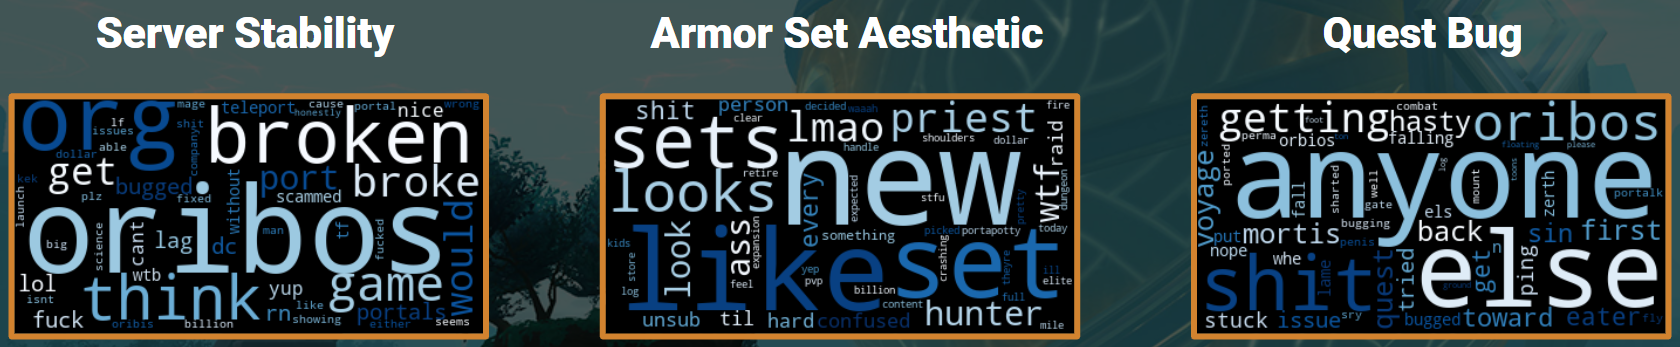 Server Stability
Armor Set Aesthetic
Quest Bug
mage
teleport
cause
portal
nice
wrong
honestly
org
lf
issues
shit
able
company
broken
dollar
get
kek
bugged
port
broke
plz
fixed
without
scammed
launch
oribos
man
tf
fucked
would
big
science
cant
lag
dc
lol
wtb
yup
game
isnt
think
rn
like
showing
portals
fuck
oribis
billion
either
seems
shit
person
decided
waaah
fire
clear
lmao
priest
sets
handle
shoulders
dollar
afraid
retire
looks
new
every
expected
stfu
pretty
wtf
dungeon
kids
look
ass
expansion
something
picked
portapotty
today
like
set
store
crashing
theyre
ill
log
feel
yep
pvp
billion
content
full
elite
unsub
til
hard
confused
hunter
mile
zereth
getting
foot
combat
hasty
oribos
perma
orbios
falling
floating
please
ported
anyone
log
toons
voyage
fall
sharted
well
mount
zerth
portalk
gate
els
put
mortis
bugging
back
sin
first
nope
whe
penis
shit
lame
quest
tried
else
get
ping
ground
stuck
issue
sry
bugged
toward
eater
fly